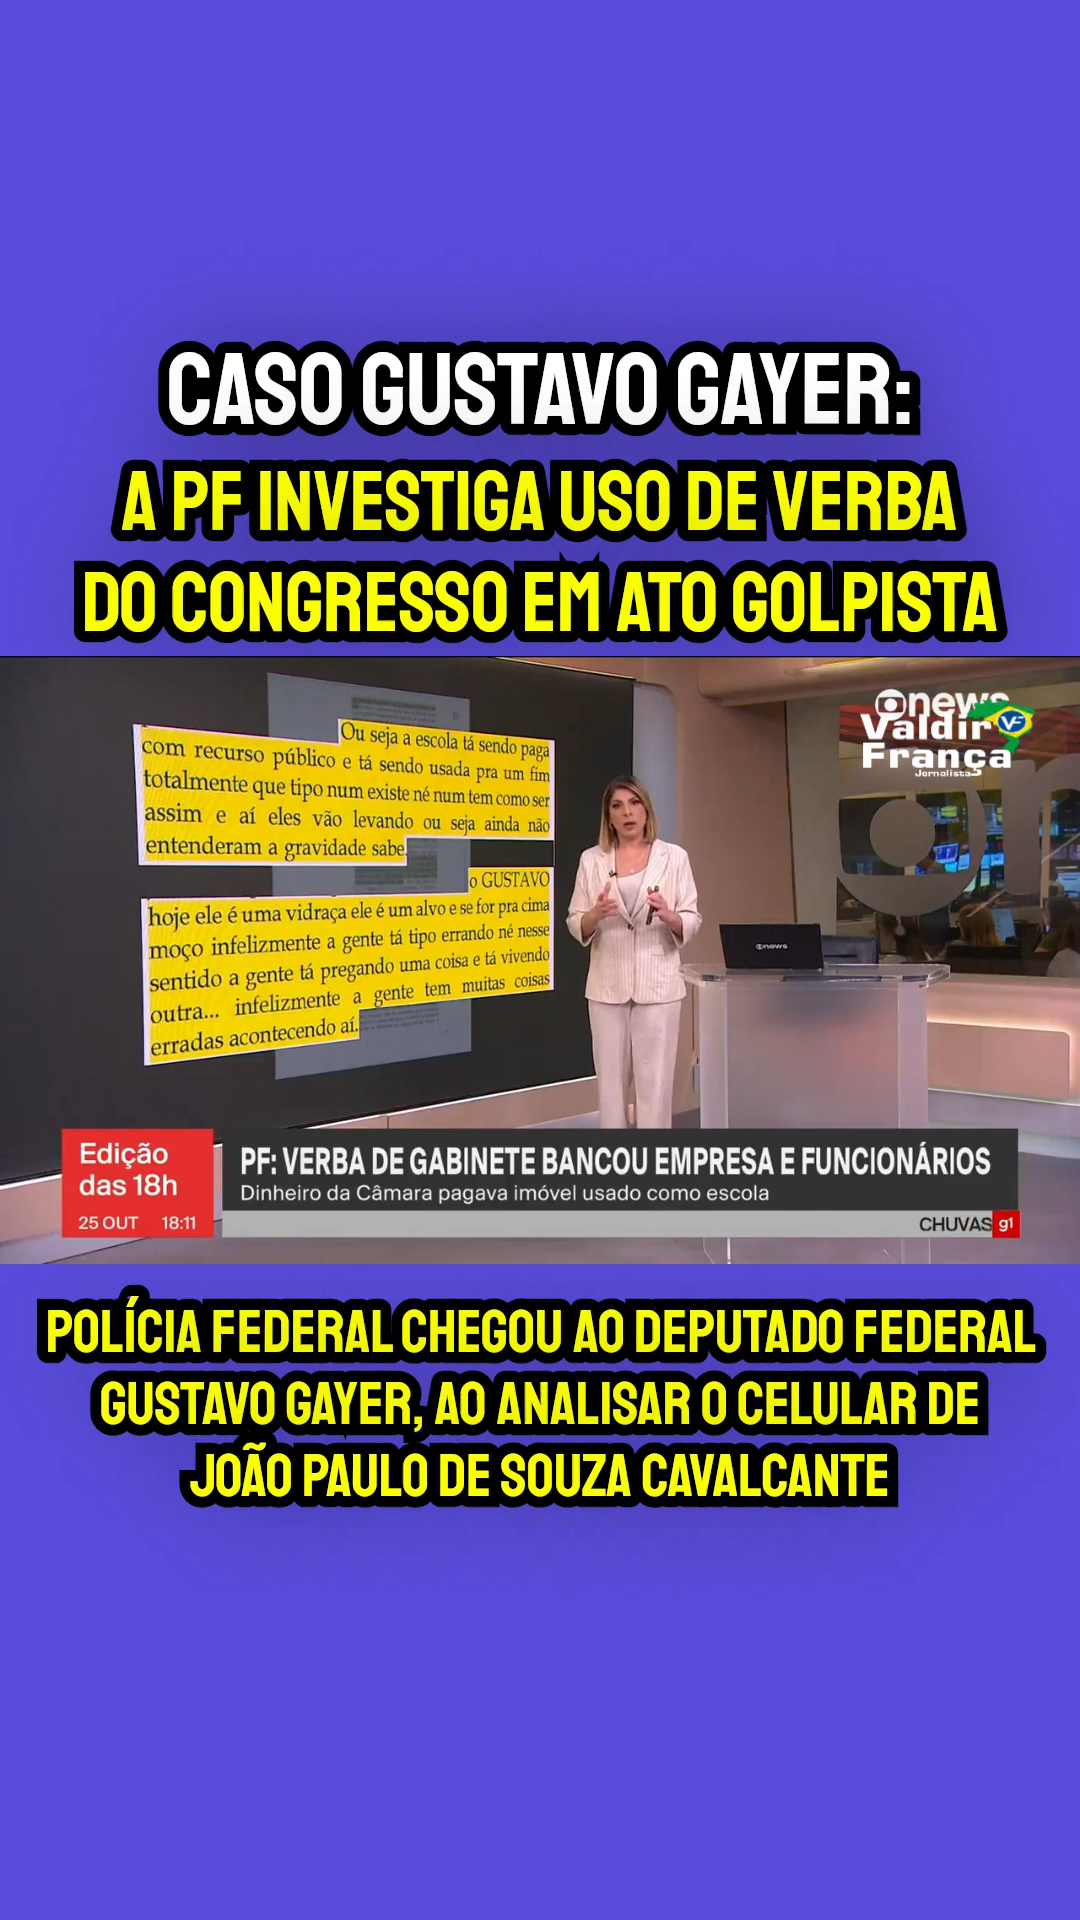 CASO GUSTAVO GAYER:
A PF INVESTIGA USO DE VERBA
DO CONGRESSO EM ATO GOLPISTA
news
Valdir
VF
França
Jornalista
Ou seja a escola tá sendo paga
com recurso público e tá sendo usada pra um fim
totalmente que tipo num existe né num tem como ser
assim e aí eles vão levando ou seja ainda não
entenderam a gravidade sabe.
o GUSTAVO
hoje ele é uma vidraça ele é um alvo e se for pra cima
moço infelizmente a gente tá tipo errando né nesse
sentido a gente tá pregando uma coisa e tá vivendo
outra... infelizmente a gente tem muitas coisas
erradas acontecendo aí.
news
Edição
das 18h
25 OUT 18:11
PF: VERBA DE GABINETE BANCOU EMPRESA E FUNCIONÁRIOS
Dinheiro da Câmara pagava imóvel usado como escola
CHUVAS g1
POLÍCIA FEDERAL CHEGOU AO DEPUTADO FEDERAL
GUSTAVO GAYER, AO ANALISAR O CELULAR DE
JOÃO PAULO DE SOUZA CAVALCANTE